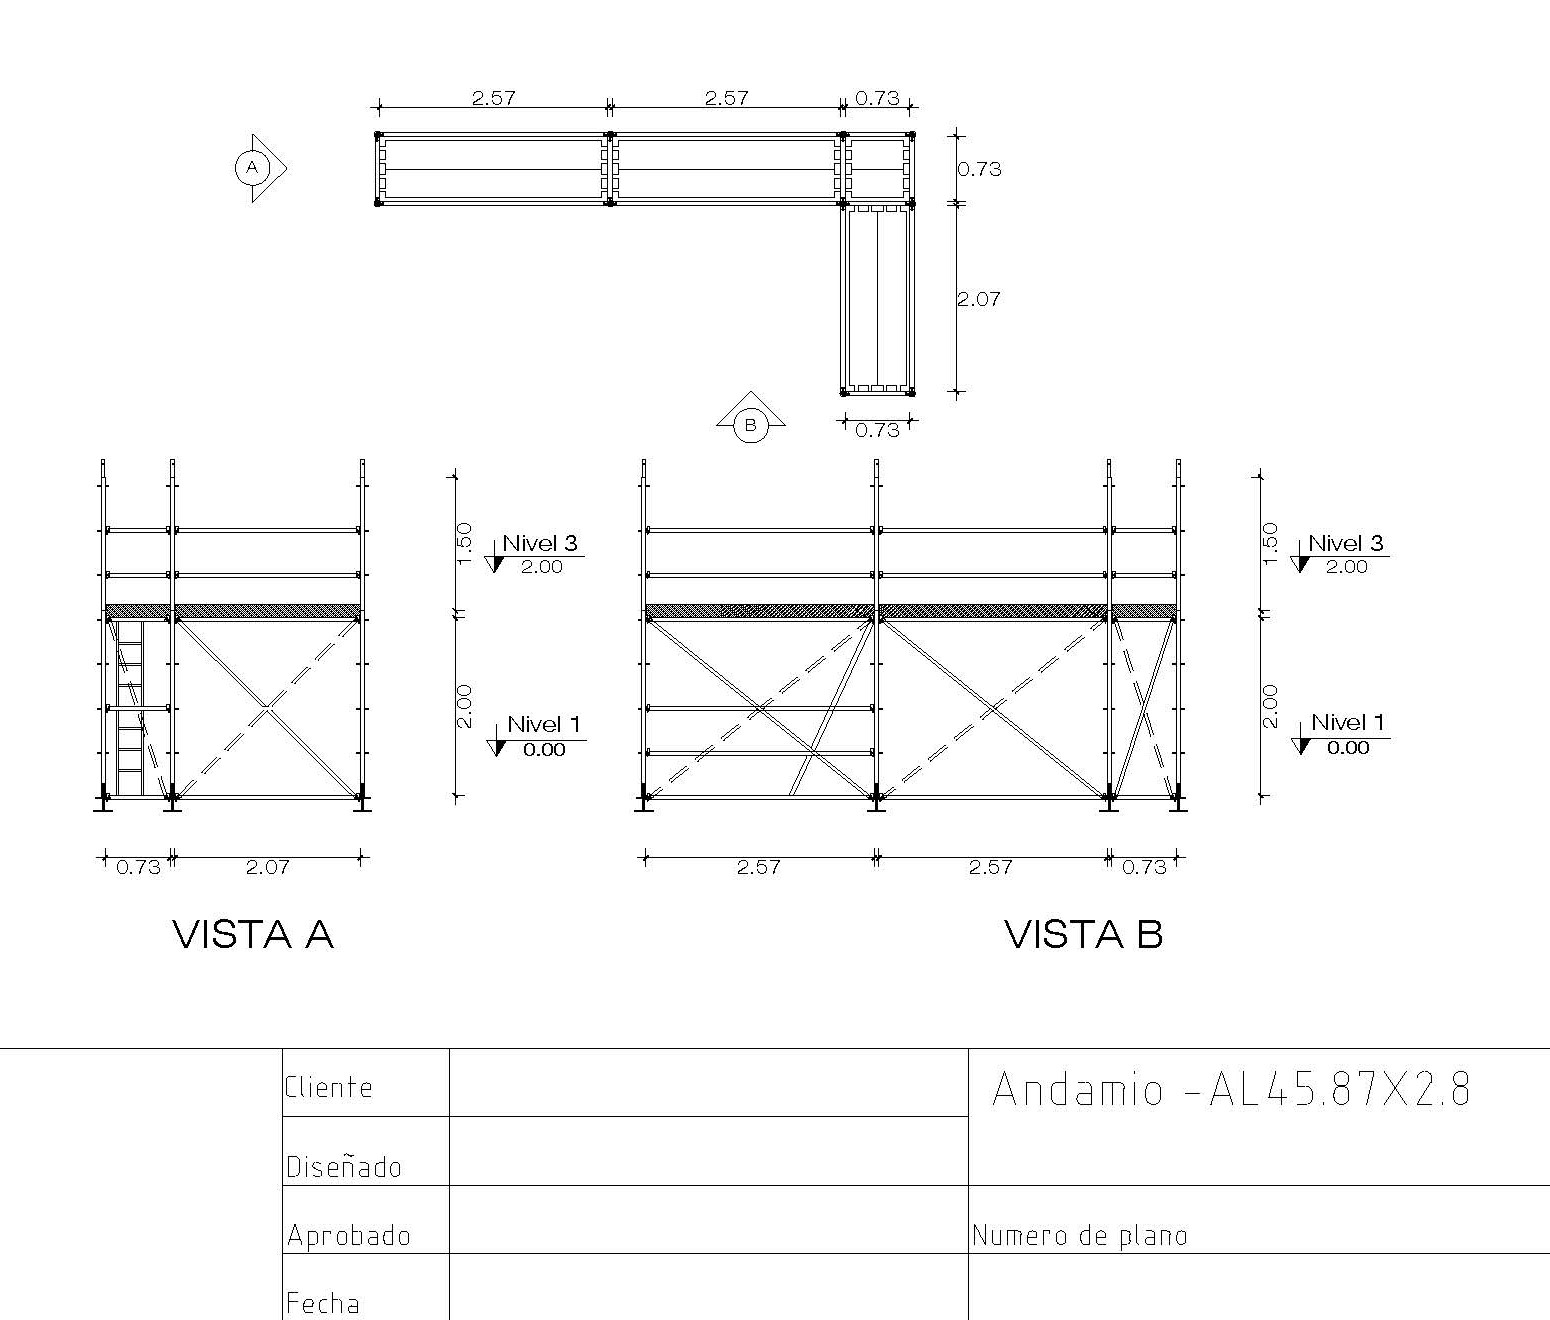 2.57 2.57 0.73
A
0.73
2.07
B
0.73
1.50
Nivel 3
2.00
2.00
Nivel 1
0.00
0.73 2.07
VISTA A
1.50
Nivel 3
2.00
2.00
Nivel 1
0.00
2.57 2.57 0.73
VISTA B
Cliente
Andamio -AL45.87X2.8
Diseñado
Aprobado
Numero de plano
Fecha